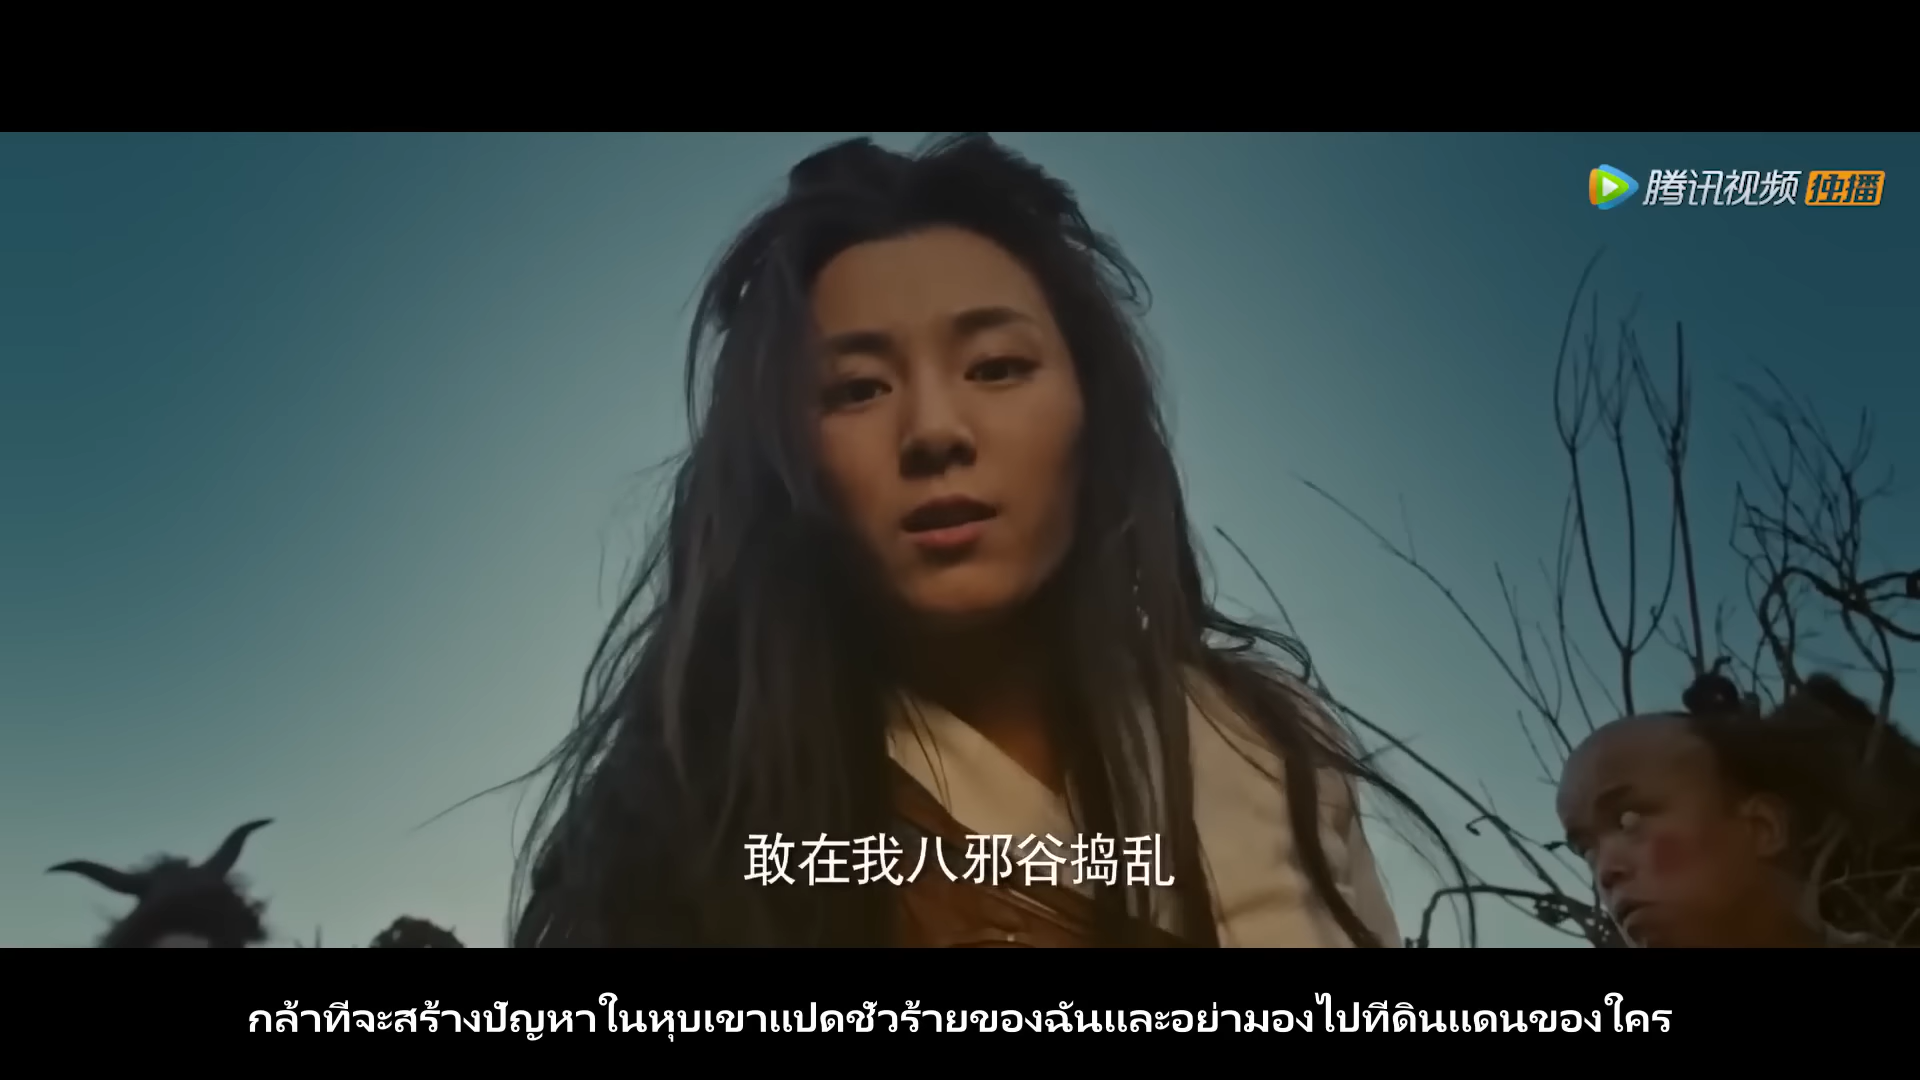 腾讯视频 独播
敢在我八邪谷捣乱
กล้าที่จะสร้างปัญหาในหุบเขาแปดชั่วร้ายของฉันและอย่ามองไปที่ดินแดนของใคร